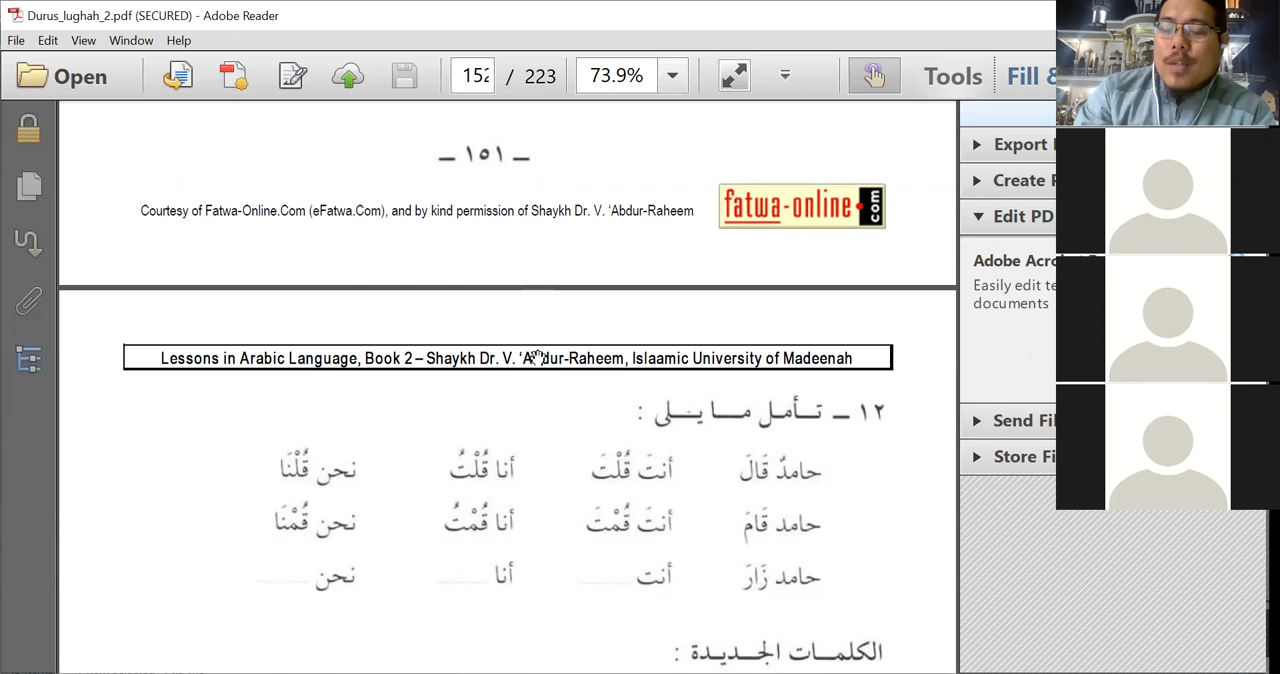 Durus_lughah_2.pdf (SECURED) - Adobe Reader
File Edit View Window Help
Open 152 / 223 73.9% Tools Fill &
– ١٥١ –
Courtesy of Fatwa-Online.Com (eFatwa.Com), and by kind permission of Shaykh Dr. V. ‘Abdur-Raheem
fatwa-online.com
Lessons in Arabic Language, Book 2 – Shaykh Dr. V. ‘Abdur-Raheem, Islaamic University of Madeenah
١٢ – تأمل ما يلى :
حامدٌ قَالَ أنتَ قُلْتَ أنا قُلْتُ نحن قُلْنَا
حامد قَامَ أنتَ قُمْتَ أنا قُمْتُ نحن قُمْنَا
حامد زَارَ أنت ...... أنا ...... نحن ......
الكلمات الجديدة :
Export
Create
Edit PD
Adobe Acro
Easily edit te
documents
Send Fil
Store Fi